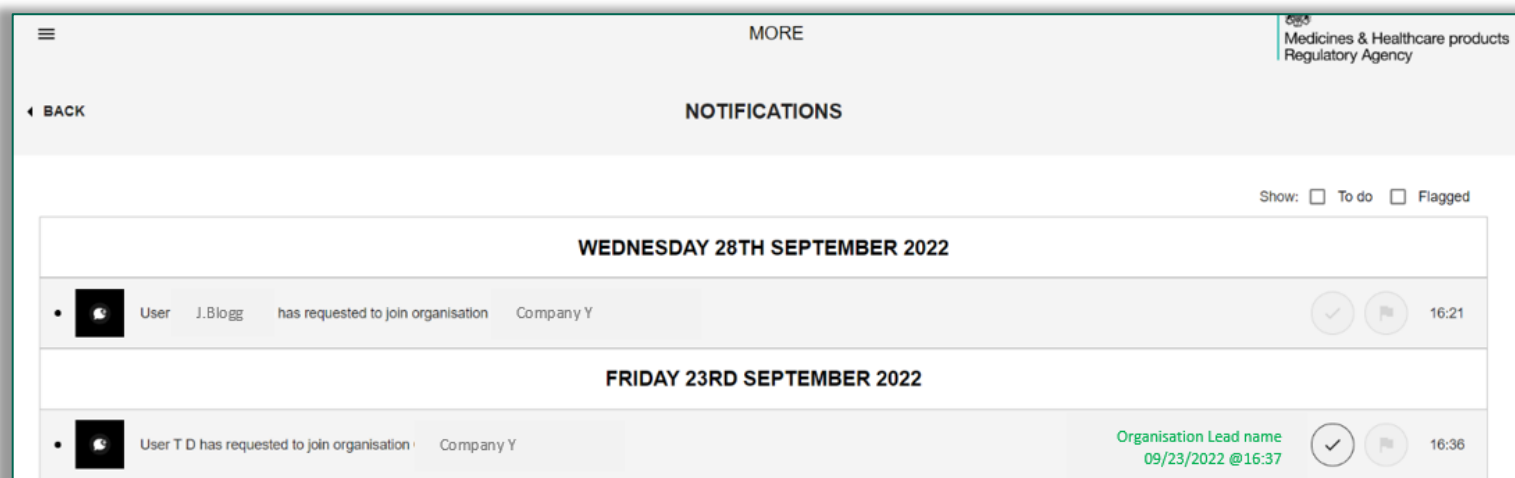 MORE
Medicines & Healthcare products
Regulatory Agency
BACK
NOTIFICATIONS
Show: To do Flagged
WEDNESDAY 28TH SEPTEMBER 2022
User J.Blogg has requested to join organisation Company Y 16:21
FRIDAY 23RD SEPTEMBER 2022
User T D has requested to join organisation Company Y 16:36
Organisation Lead name
09/23/2022 @16:37